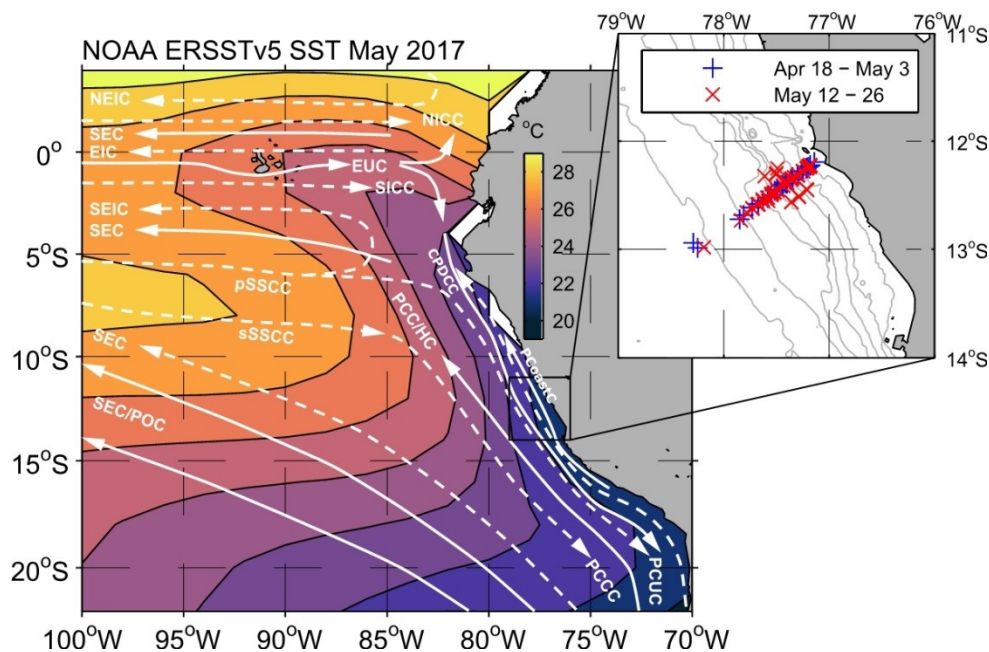 NOAA ERSSTv5 SST May 2017
NEIC
NICC
SEC
EIC
EUC
SICC
SEIC
SEC
CPDCC
pSSCC
PCC/HC
sSSCC
SEC
PCoastC
SEC/POC
PCCC
PCUC
°C
28
26
24
22
20
0°
5°S
10°S
15°S
20°S
100°W 95°W 90°W 85°W 80°W 75°W 70°W
79°W 78°W 77°W 76°W
11°S
12°S
13°S
14°S
Apr 18 – May 3
May 12 – 26